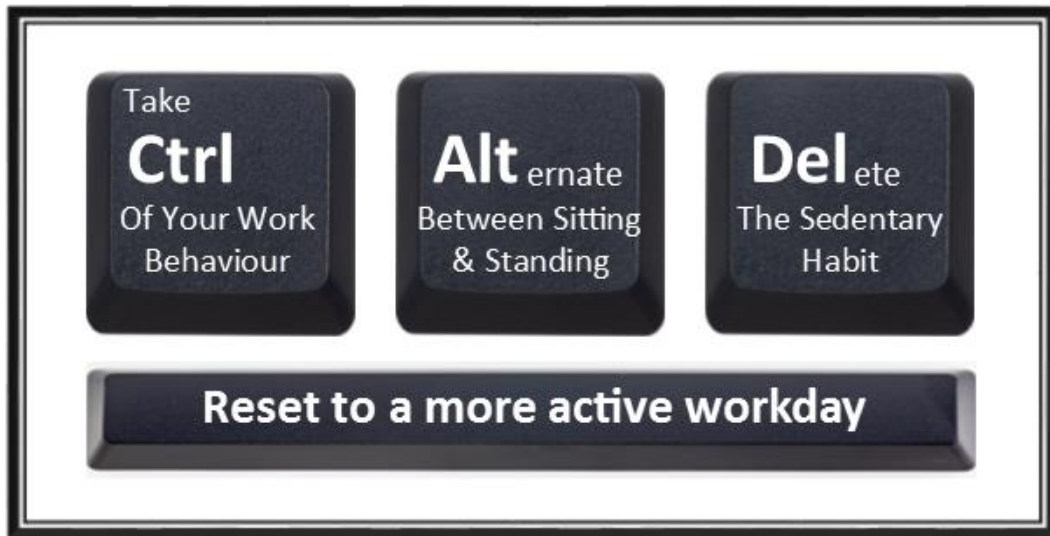 Take
Ctrl
Of Your Work
Behaviour
Alt ernate
Between Sitting
& Standing
Del ete
The Sedentary
Habit
Reset to a more active workday